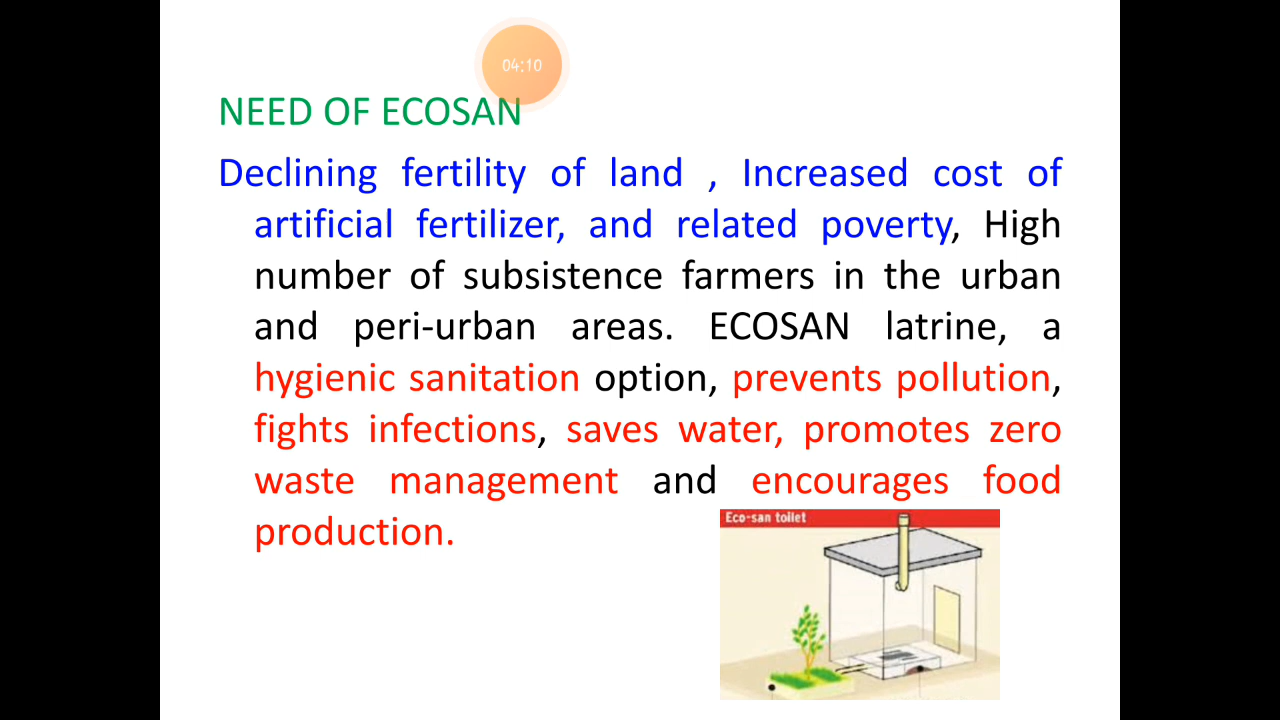 04:10
NEED OF ECOSAN
Declining fertility of land , Increased cost of
artificial fertilizer, and related poverty, High
number of subsistence farmers in the urban
and peri-urban areas. ECOSAN latrine, a
hygienic sanitation option, prevents pollution,
fights infections, saves water, promotes zero
waste management and encourages food
production.
Eco-san toilet